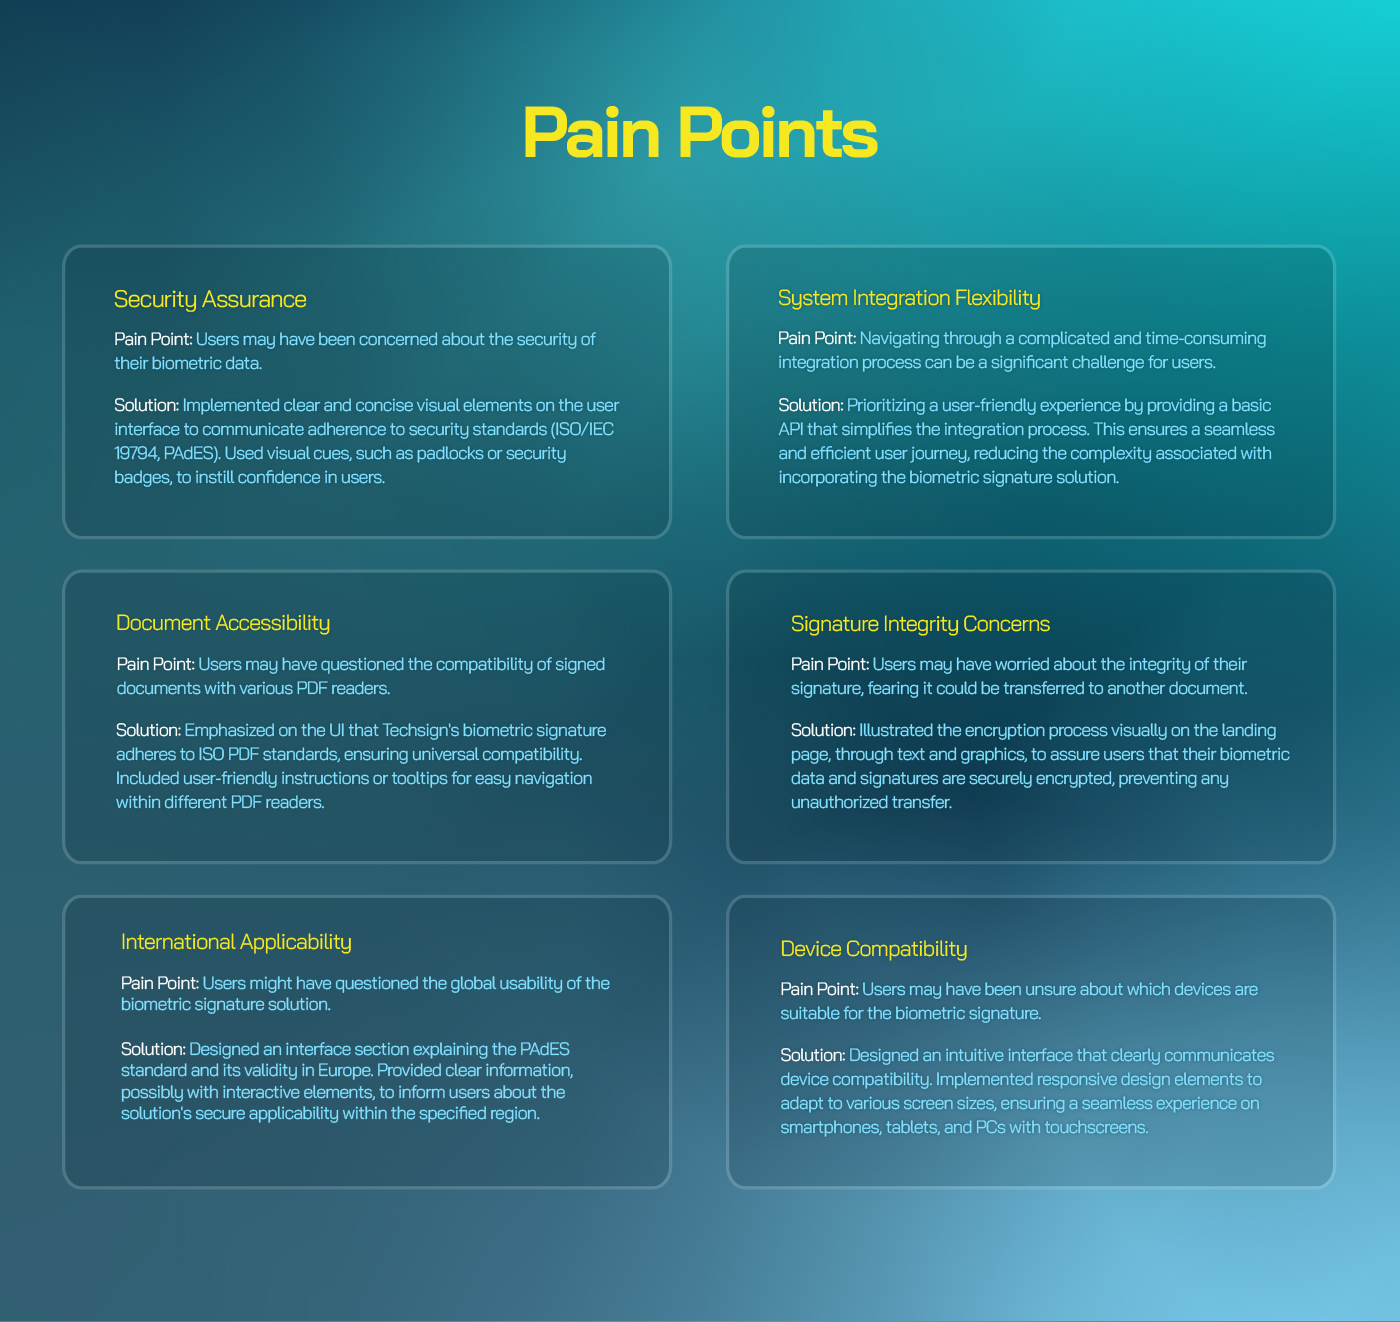 Pain Points
Security Assurance
Pain Point: Users may have been concerned about the security of
their biometric data.
Solution: Implemented clear and concise visual elements on the user
interface to communicate adherence to security standards (ISO/IEC
19794, PAdES). Used visual cues, such as padlocks or security
badges, to instill confidence in users.
System Integration Flexibility
Pain Point: Navigating through a complicated and time-consuming
integration process can be a significant challenge for users.
Solution: Prioritizing a user-friendly experience by providing a basic
API that simplifies the integration process. This ensures a seamless
and efficient user journey, reducing the complexity associated with
incorporating the biometric signature solution.
Document Accessibility
Pain Point: Users may have questioned the compatibility of signed
documents with various PDF readers.
Solution: Emphasized on the UI that Techsign's biometric signature
adheres to ISO PDF standards, ensuring universal compatibility.
Included user-friendly instructions or tooltips for easy navigation
within different PDF readers.
Signature Integrity Concerns
Pain Point: Users may have worried about the integrity of their
signature, fearing it could be transferred to another document.
Solution: Illustrated the encryption process visually on the landing
page, through text and graphics, to assure users that their biometric
data and signatures are securely encrypted, preventing any
unauthorized transfer.
International Applicability
Pain Point: Users might have questioned the global usability of the
biometric signature solution.
Solution: Designed an interface section explaining the PAdES
standard and its validity in Europe. Provided clear information,
possibly with interactive elements, to inform users about the
solution's secure applicability within the specified region.
Device Compatibility
Pain Point: Users may have been unsure about which devices are
suitable for the biometric signature.
Solution: Designed an intuitive interface that clearly communicates
device compatibility. Implemented responsive design elements to
adapt to various screen sizes, ensuring a seamless experience on
smartphones, tablets, and PCs with touchscreens.